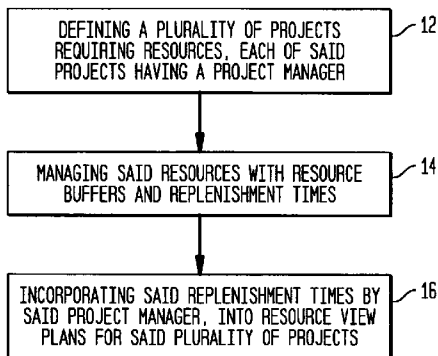 DEFINING A PLURALITY OF PROJECTS
REQUIRING RESOURCES, EACH OF SAID
PROJECTS HAVING A PROJECT MANAGER
12
MANAGING SAID RESOURCES WITH RESOURCE
BUFFERS AND REPLENISHMENT TIMES
14
INCORPORATING SAID REPLENISHMENT TIMES BY
SAID PROJECT MANAGER, INTO RESOURCE VIEW
PLANS FOR SAID PLURALITY OF PROJECTS
16